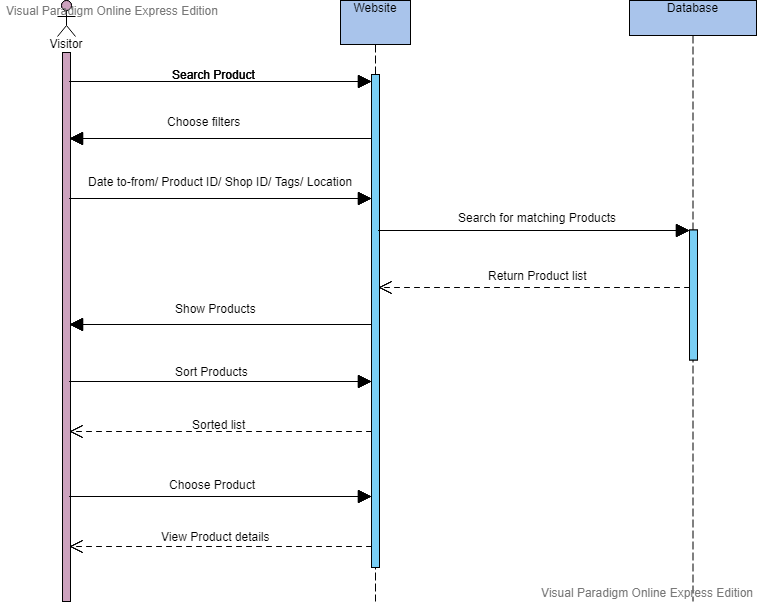 Visual Paradigm Online Express Edition
Website
Database
Visitor
Search Product
Choose filters
Date to-from/ Product ID/ Shop ID/ Tags/ Location
Search for matching Products
Return Product list
Show Products
Sort Products
Sorted list
Choose Product
View Product details
Visual Paradigm Online Express Edition